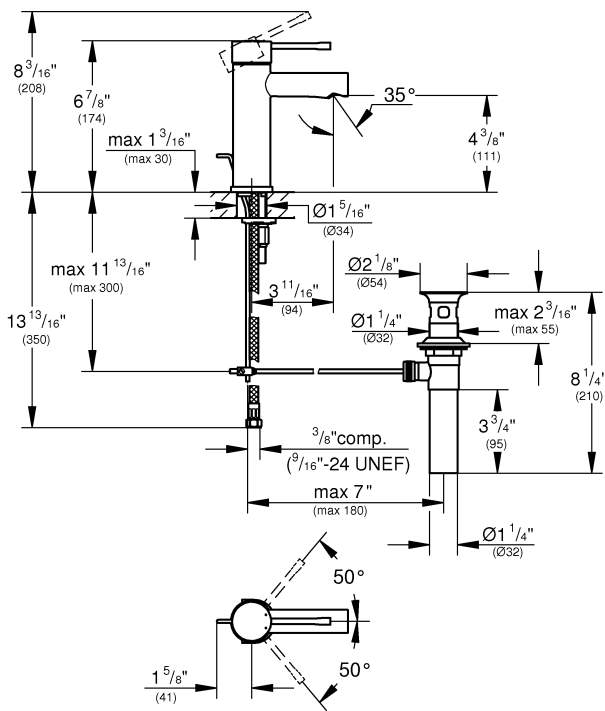 8 3/16"
(208)
6 7/8"
(174)
35°
4 3/8"
(111)
max 1 3/16"
(max 30)
Ø1 5/16"
(Ø34)
max 11 13/16"
(max 300)
Ø2 1/8"
(Ø54)
3 11/16"
(94)
max 2 3/16"
(max 55)
13 13/16"
(350)
Ø1 1/4"
(Ø32)
8 1/4"
(210)
3 3/4"
(95)
3/8"comp.
(9/16"-24 UNEF)
max 7"
(max 180)
Ø1 1/4"
(Ø32)
50°
50°
1 5/8"
(41)